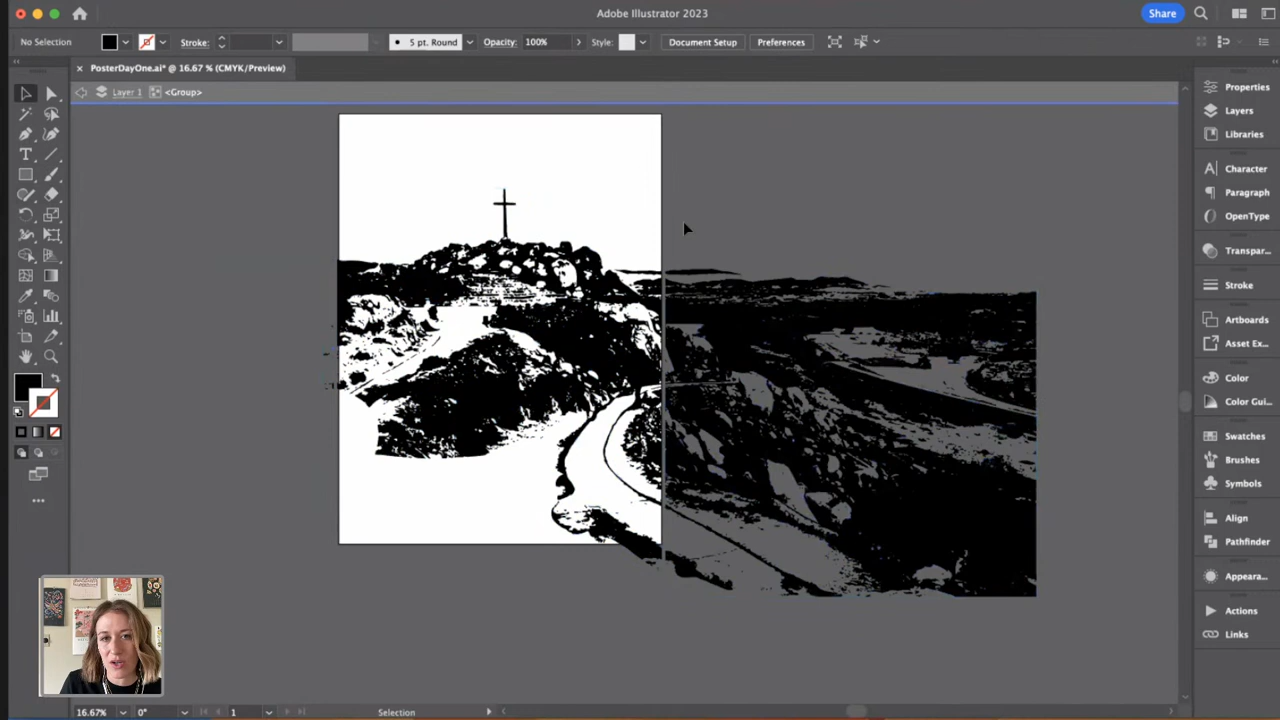 Adobe Illustrator 2023
Share
No Selection
Stroke:
5 pt. Round
Opacity:
100%
Style:
Document Setup
Preferences
PosterDayOne.ai* @ 16.67 % (CMYK/Preview)
Layer 1
<Group>
Properties
Layers
Libraries
Character
Paragraph
OpenType
Transpar...
Stroke
Artboards
Asset Ex...
Color
Color Gui...
Swatches
Brushes
Symbols
Align
Pathfinder
Appeara...
Actions
Links
16.67%
0°
1
Selection